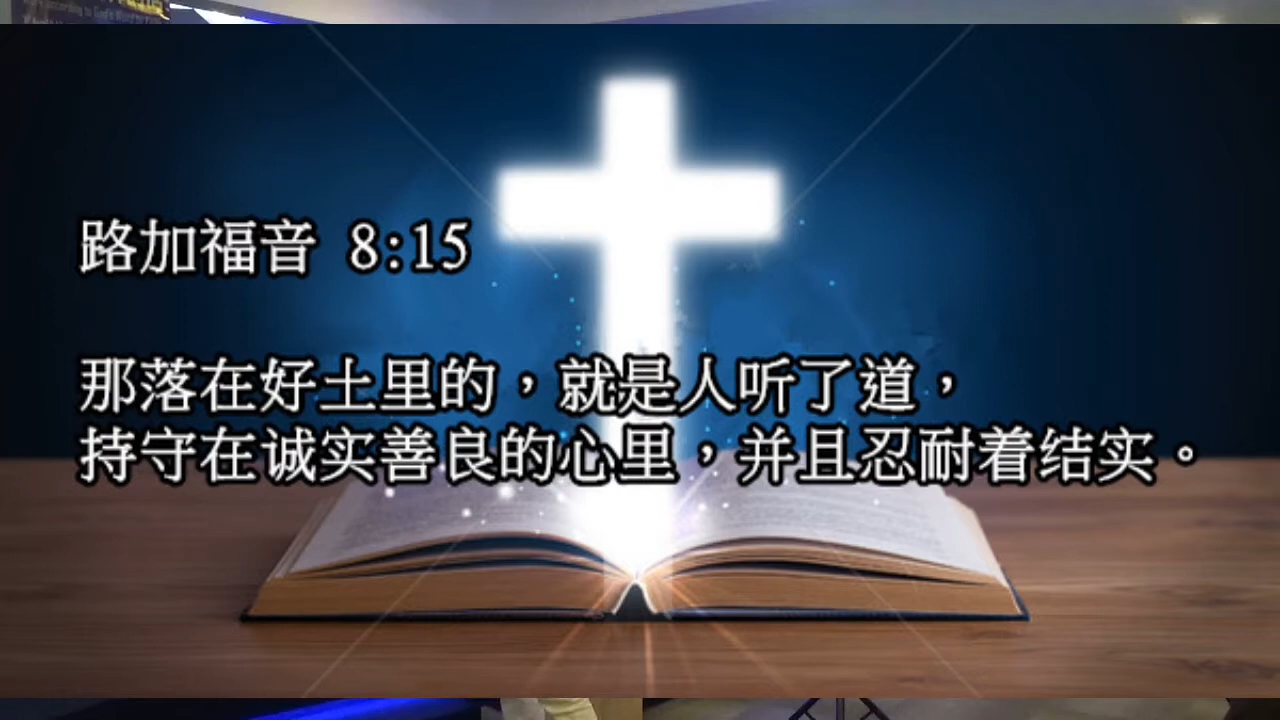 路加福音 8:15
那落在好土里的，就是人听了道，
持守在诚实善良的心里，并且忍耐着结实。